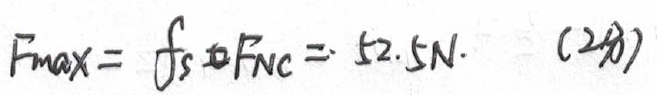 Fmax = fs FNC = 52.5N. (2分)